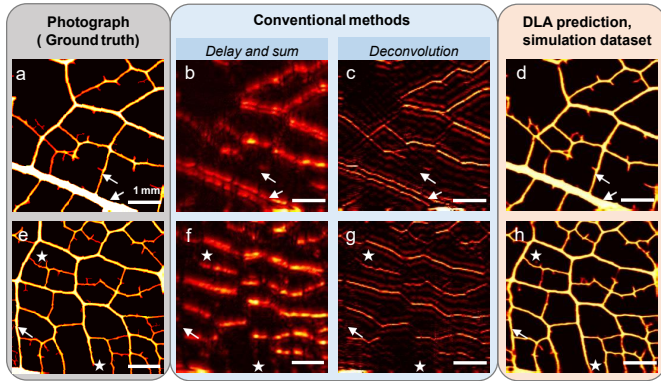 Photograph
( Ground truth)
Conventional methods
Delay and sum
Deconvolution
DLA prediction,
simulation dataset
a
b
c
d
1 mm
e
f
g
h